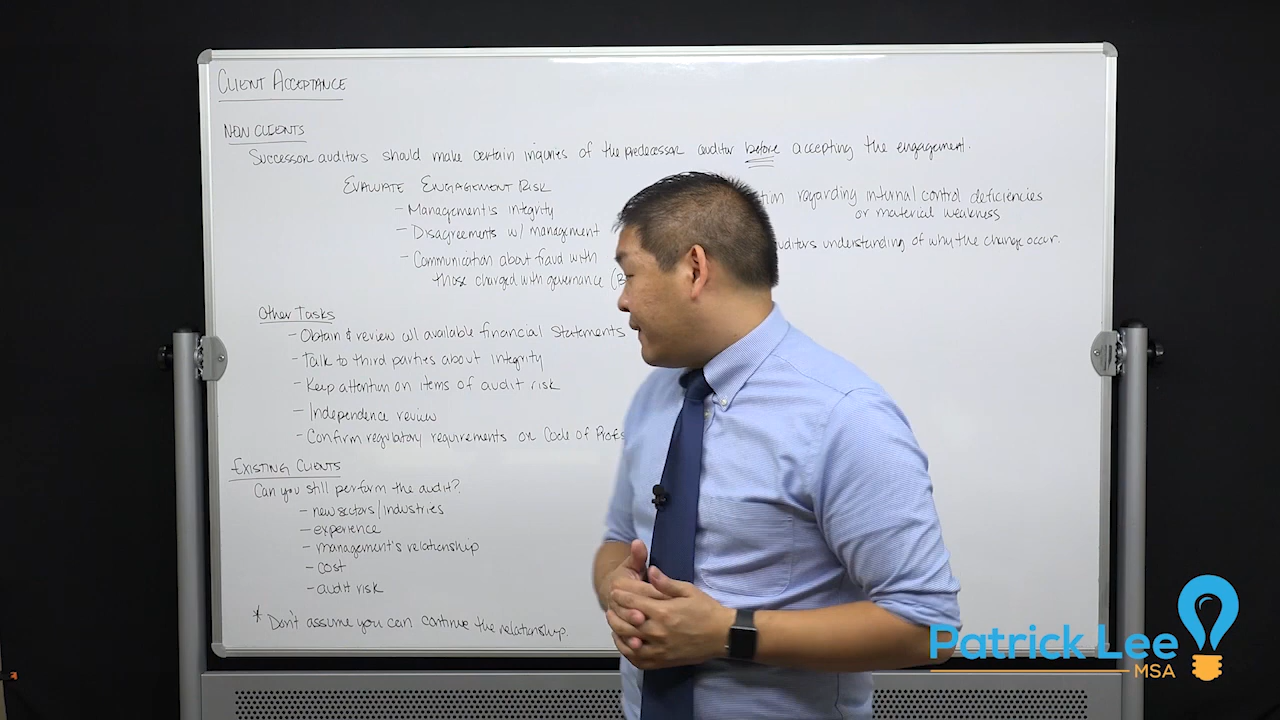 CLIENT ACCEPTANCE
NEW CLIENTS
Successor auditors should make certain inquries of the predecessor auditor before accepting the engagement.
EVALUATE ENGAGEMENT RISK
- Management's integrity
- Disagreements w/ management
- Communication about fraud with
those charged with governance
regarding internal control deficiencies
or material weakness
understanding of why the change occur.
Other Tasks
- Obtain & review all available financial statements
- Talk to third parties about integrity
- Keep attention on items of audit risk
- Independence review
- Confirm regulatory requirements or Code of
EXISTING CLIENTS
Can you still perform the audit?
- new sectors/industries
- experience
- management's relationship
- cost
- audit risk
* Don't assume you can continue the relationship.
Patrick Lee
MSA